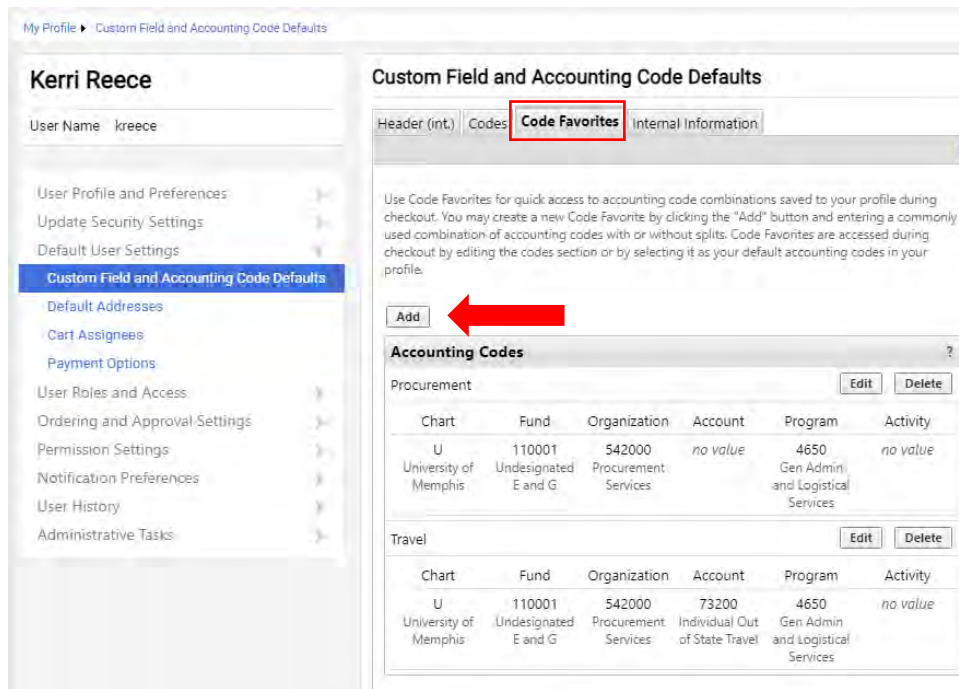 My Profile ▸ Custom Field and Accounting Code Defaults
Kerri Reece
User Name kreece
User Profile and Preferences
Update Security Settings
Default User Settings
Custom Field and Accounting Code Defaults
Default Addresses
Cart Assignees
Payment Options
User Roles and Access
Ordering and Approval Settings
Permission Settings
Notification Preferences
User History
Administrative Tasks
Custom Field and Accounting Code Defaults
Header (int.) Codes Code Favorites Internal Information
Use Code Favorites for quick access to accounting code combinations saved to your profile during
checkout. You may create a new Code Favorite by clicking the "Add" button and entering a commonly
used combination of accounting codes with or without splits. Code Favorites are accessed during
checkout by editing the codes section or by selecting it as your default accounting codes in your
profile.
Add
Accounting Codes ?
Procurement Edit Delete
Chart Fund Organization Account Program Activity
U 110001 542000 no value 4650 no value
University of Undesignated Procurement Gen Admin
Memphis E and G Services and Logistical
Services
Travel Edit Delete
Chart Fund Organization Account Program Activity
U 110001 542000 73200 4650 no value
University of Undesignated Procurement Individual Out Gen Admin
Memphis E and G Services of State Travel and Logistical
Services